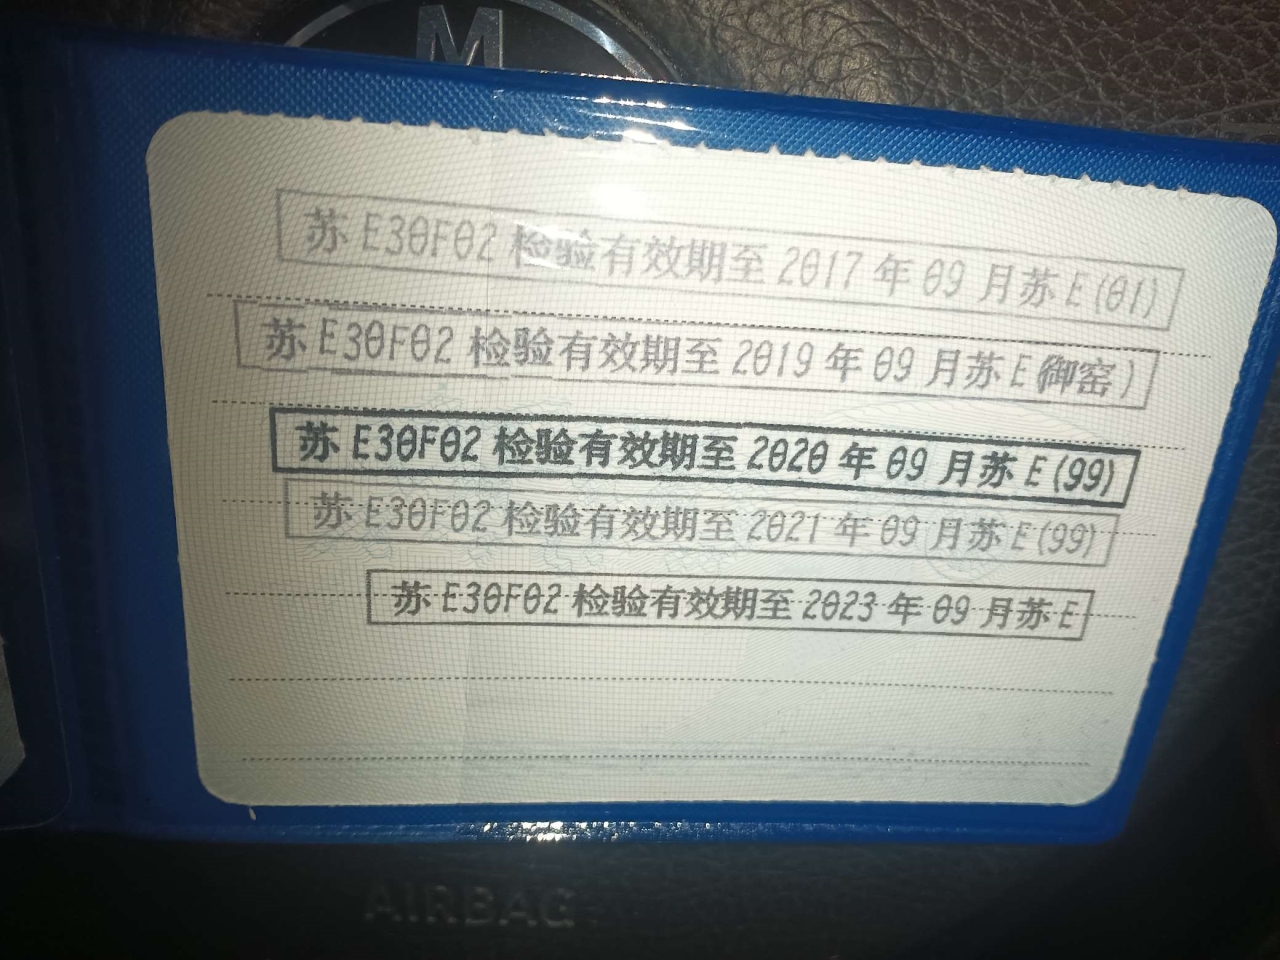 M
苏E30F02 检验有效期至2017年09月苏E(01)
苏E30F02 检验有效期至2019年09月苏E(御窑)
苏E30F02 检验有效期至2020年09月苏E(99)
苏E30F02 检验有效期至2021年09月苏E(99)
苏E30F02 检验有效期至2023年09月苏E
AIRBAG